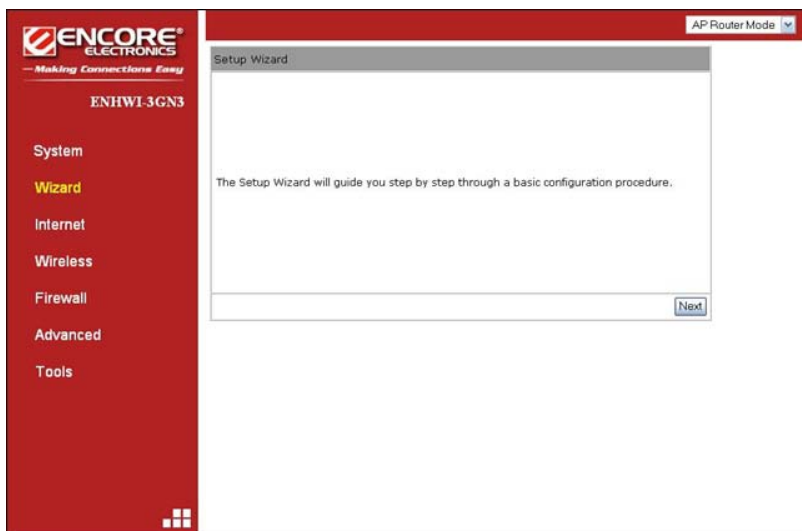 AP Router Mode
ENCORE®
ELECTRONICS
Making Connections Easy
ENHWI-3GN3
System
Wizard
Internet
Wireless
Firewall
Advanced
Tools
Setup Wizard
The Setup Wizard will guide you step by step through a basic configuration procedure.
Next